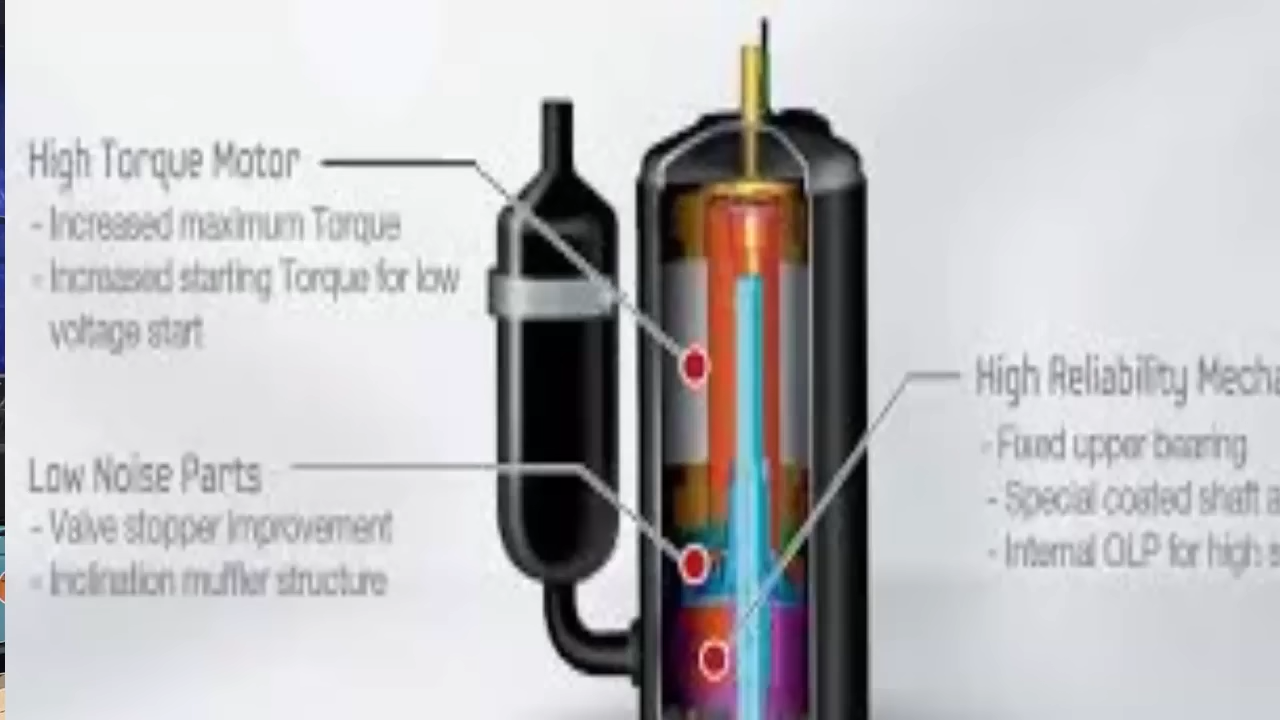 High Torque Motor
- Increased maximum Torque
- Increased starting Torque for low
voltage start
Low Noise Parts
- Valve stopper improvement
- Inclination muffler structure
High Reliability Mecha
- Fixed upper bearing
- Special coated shaft a
- Internal OLP for high s